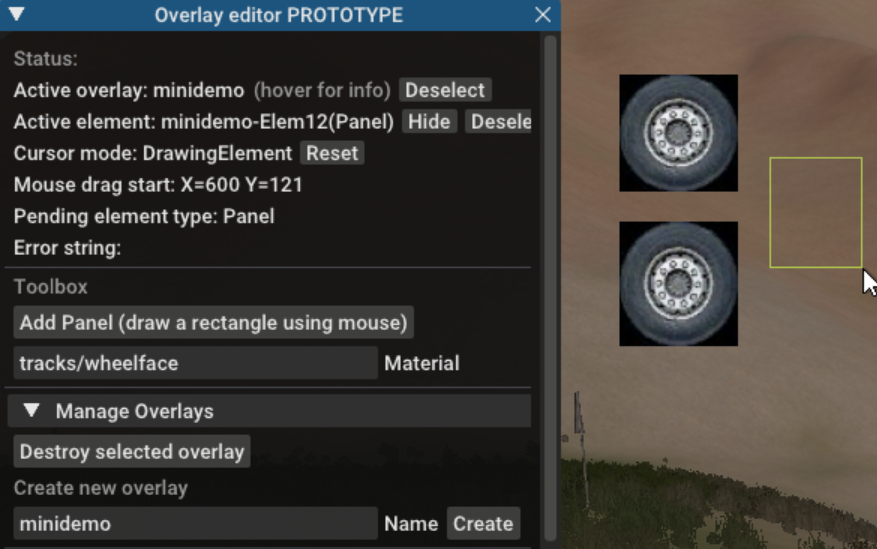 Overlay editor PROTOTYPE
Status:
Active overlay: minidemo (hover for info) Deselect
Active element: minidemo-Elem12(Panel) Hide Desele
Cursor mode: DrawingElement Reset
Mouse drag start: X=600 Y=121
Pending element type: Panel
Error string:
Toolbox
Add Panel (draw a rectangle using mouse)
tracks/wheelface Material
Manage Overlays
Destroy selected overlay
Create new overlay
minidemo Name Create